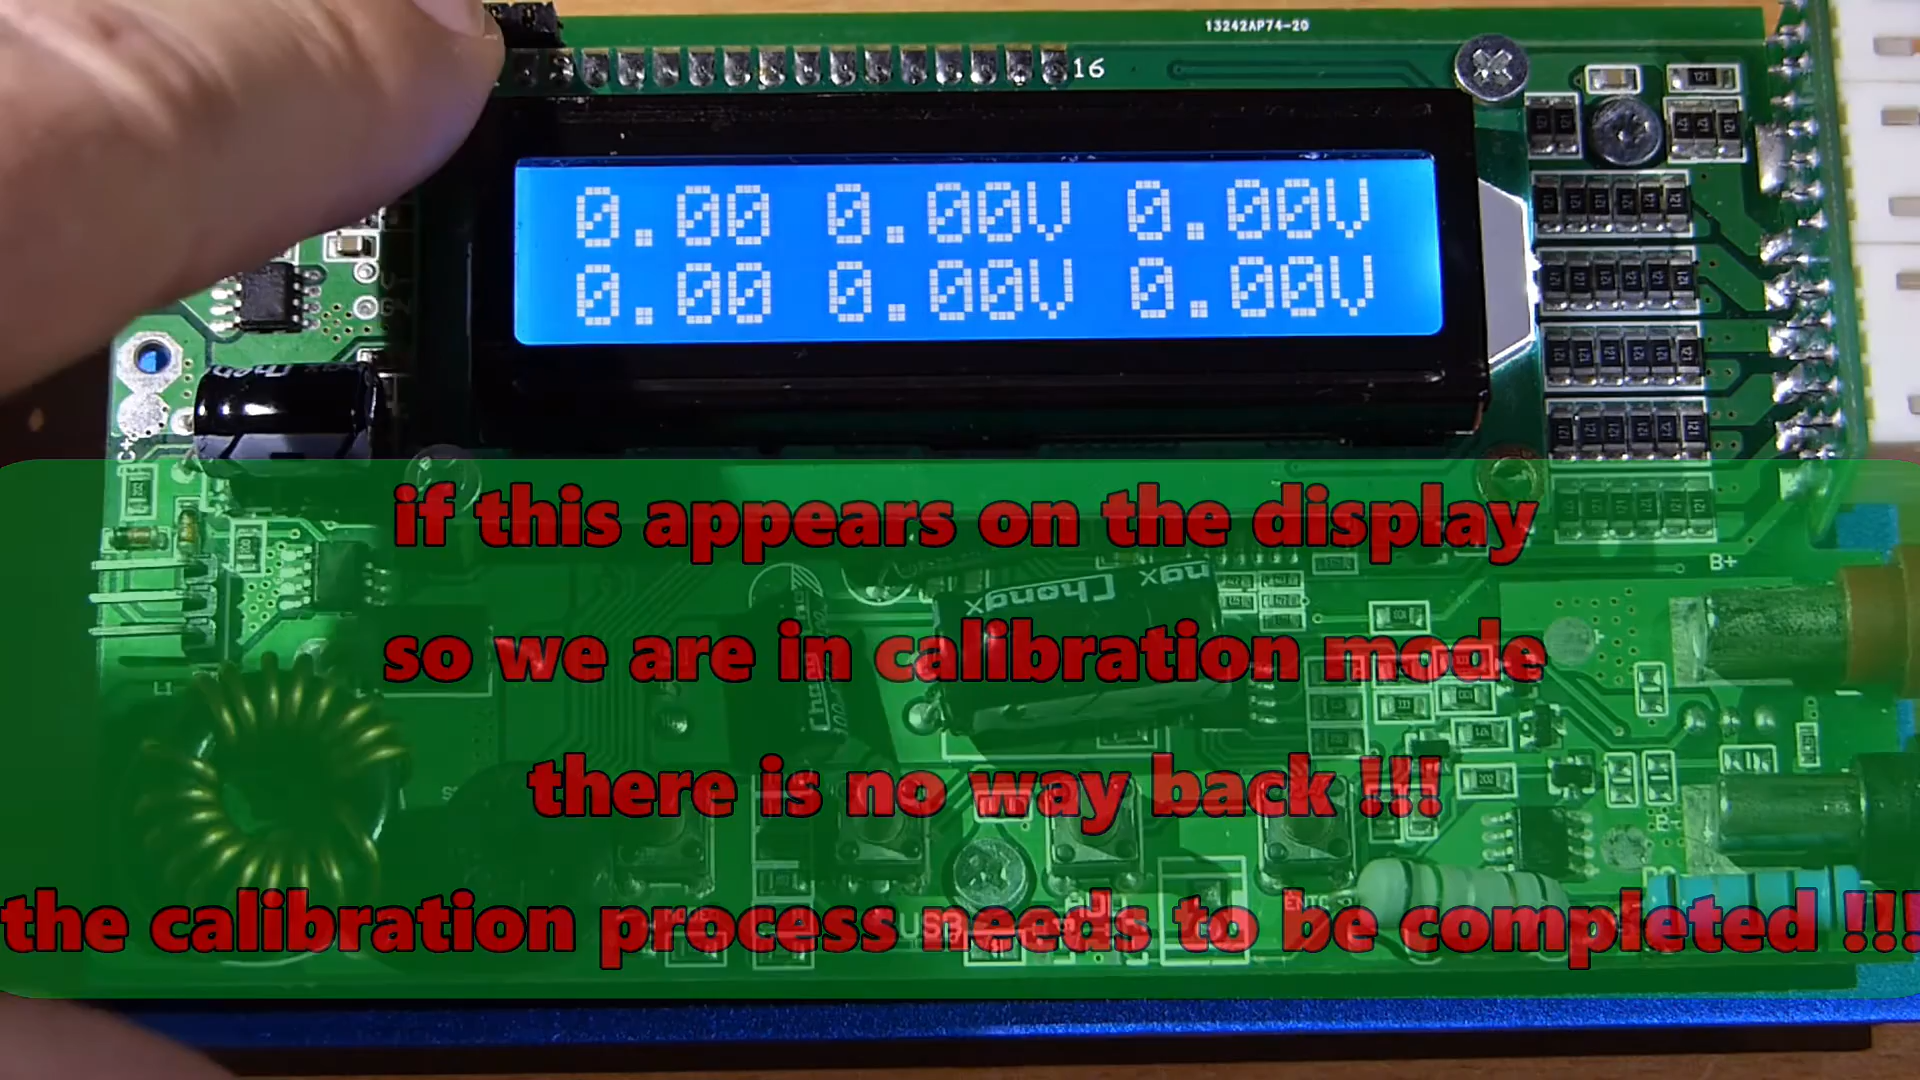 13242AP74-20
16
0.00 0.00V 0.00V
0.00 0.00V 0.00V
if this appears on the display
so we are in calibration mode
there is no way back !!!
the calibration process needs to be completed !!!
B+
Chongx
USB